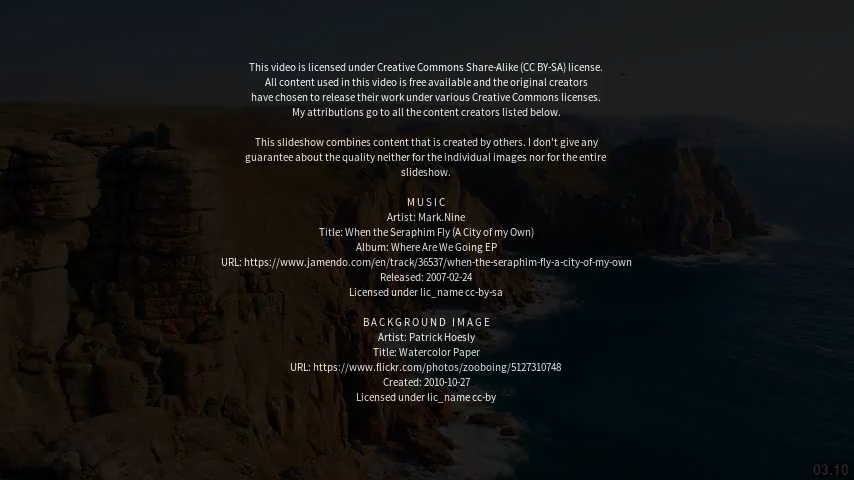 This video is licensed under Creative Commons Share-Alike (CC BY-SA) license.
All content used in this video is free available and the original creators
have chosen to release their work under various Creative Commons licenses.
My attributions go to all the content creators listed below.
This slideshow combines content that is created by others. I don't give any
guarantee about the quality neither for the individual images nor for the entire
slideshow.
MUSIC
Artist: Mark.Nine
Title: When the Seraphim Fly (A City of my Own)
Album: Where Are We Going EP
URL: https://www.jamendo.com/en/track/36537/when-the-seraphim-fly-a-city-of-my-own
Released: 2007-02-24
Licensed under lic_name cc-by-sa
BACKGROUND IMAGE
Artist: Patrick Hoesly
Title: Watercolor Paper
URL: https://www.flickr.com/photos/zooboing/5127310748
Created: 2010-10-27
Licensed under lic_name cc-by
03.10